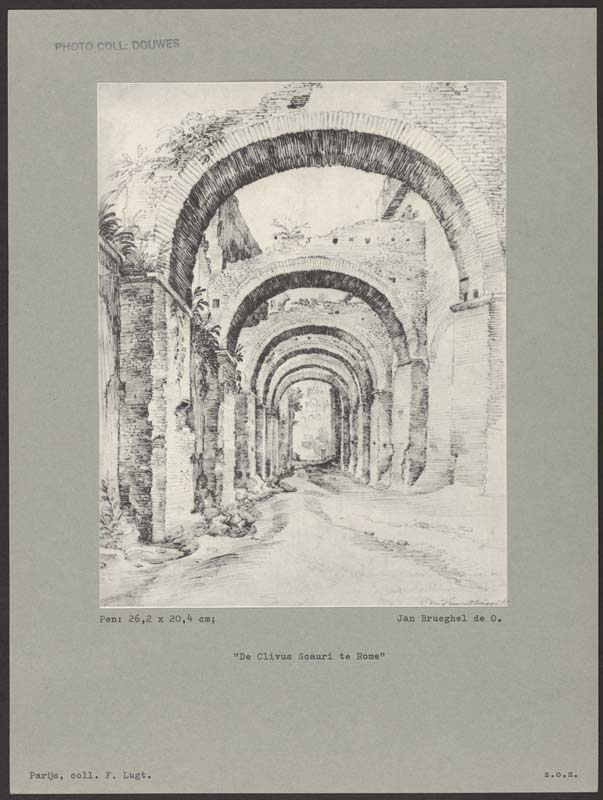 PHOTO COLL: DOUWES
Pen: 26,2 x 20,4 cm;
Jan Brueghel de O.
"De Clivus Scauri te Rome"
Parijs, coll. F. Lugt.
z.o.z.